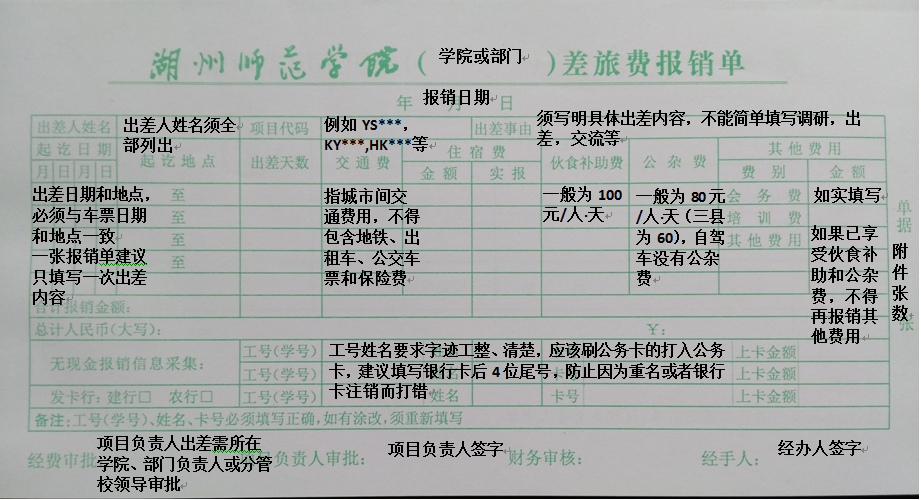 湖州师范学院（ 学院或部门 ）差旅费报销单
年 报销日期 月 日
出差人姓名 出差人姓名须全部列出 项目代码 例如 YS***，KY***,HK***等 出差事由 须写明具体出差内容，不能简单填写调研，出差，交流等
起讫日期 起讫地点 出差天数 交通费 住宿费 伙食补助费 公杂费 其他费用
月 日 月 日 金额 实报 费别 金额
出差日期和地点，
必须与车票日期
和地点一致
一张报销单建议
只填写一次出差
内容
至
至
至
至
指城市间交
通费用，不得
包含地铁、出
租车、公交车
票和保险费
一般为 100
元/人·天
一般为 80 元
/人·天（三县
为 60），自驾
车没有公杂
费
会务费
培训费
其他费用
如实填写
如果已享
受伙食补
助和公杂
费，不得
再报销其
他费用
单据
附件张数
张
合计报销金额：
总计人民币(大写)： ¥：
无现金报销信息采集：
发卡行：建行□ 农行□
工号(学号) 上卡金额
工号(学号) 上卡金额
工号(学号) 姓名 卡号 上卡金额
工号姓名要求字迹工整、清楚，应该刷公务卡的打入公务
卡，建议填写银行卡后 4 位尾号，防止因为重名或者银行
卡注销而打错
备注：工号(学号)、姓名、卡号必须填写正确，如有涂改，须重新填写
经费审批 项目负责人出差需所在
学院、部门负责人或分管
校领导审批
负责人审批： 项目负责人签字 财务审核： 经手人： 经办人签字